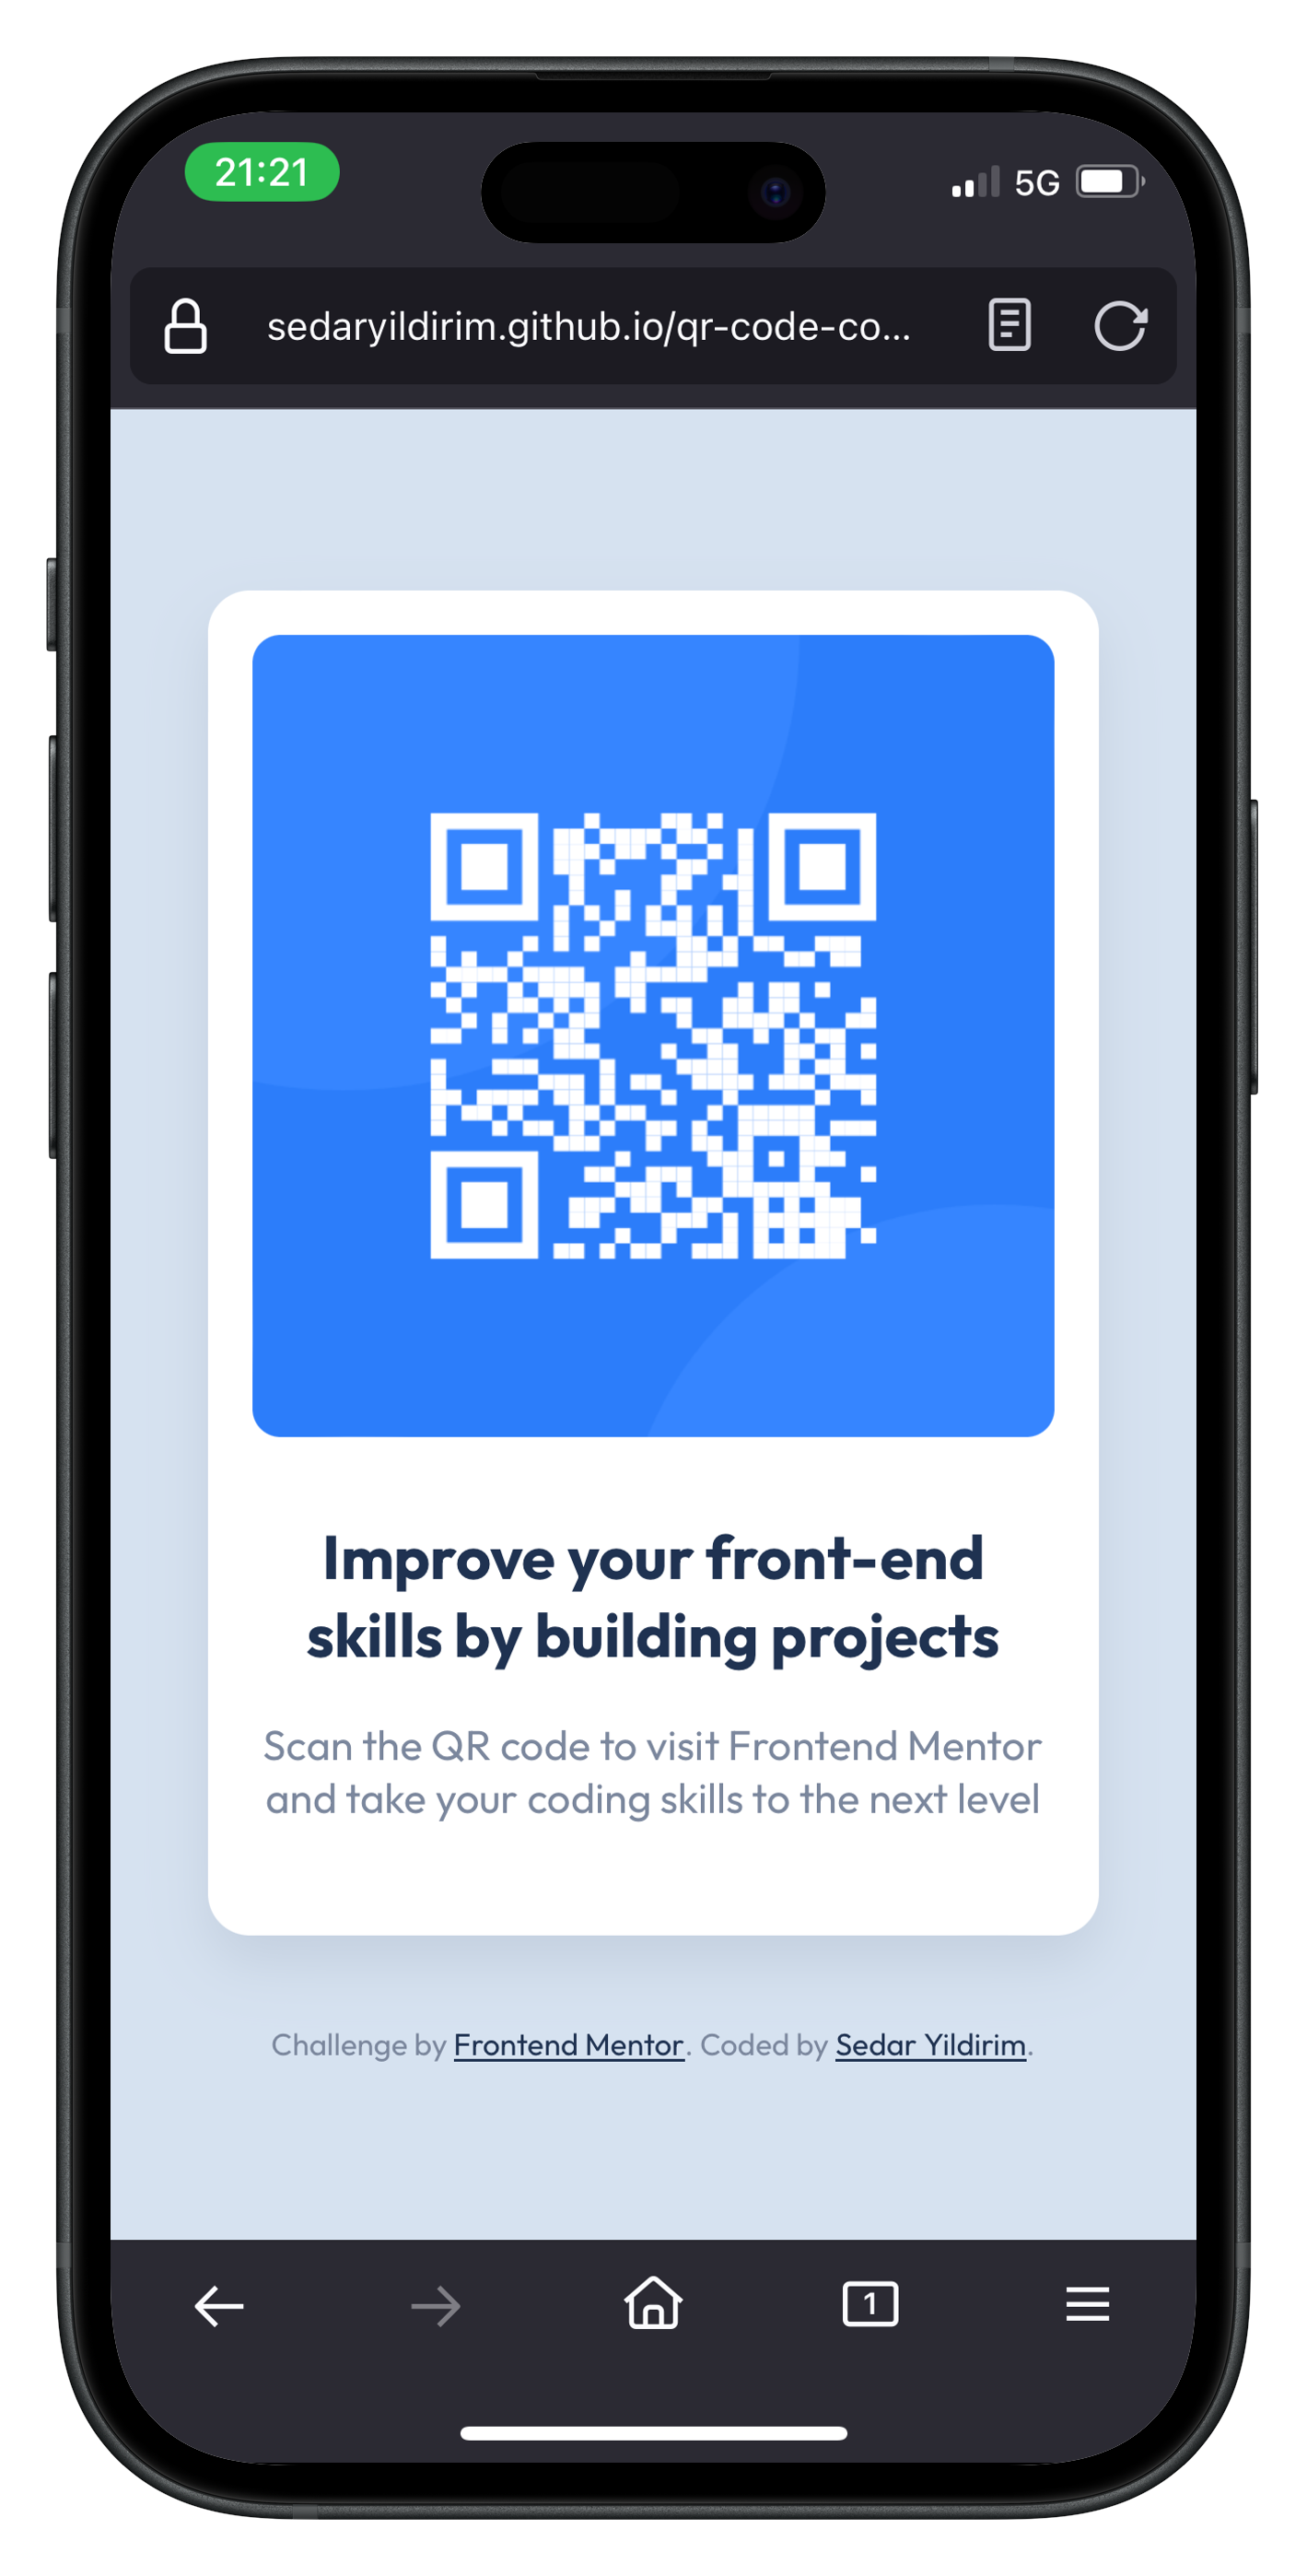 21:21
5G
sedaryildirim.github.io/qr-code-co...
Improve your front-end
skills by building projects
Scan the QR code to visit Frontend Mentor
and take your coding skills to the next level
Challenge by Frontend Mentor. Coded by Sedar Yildirim.
1